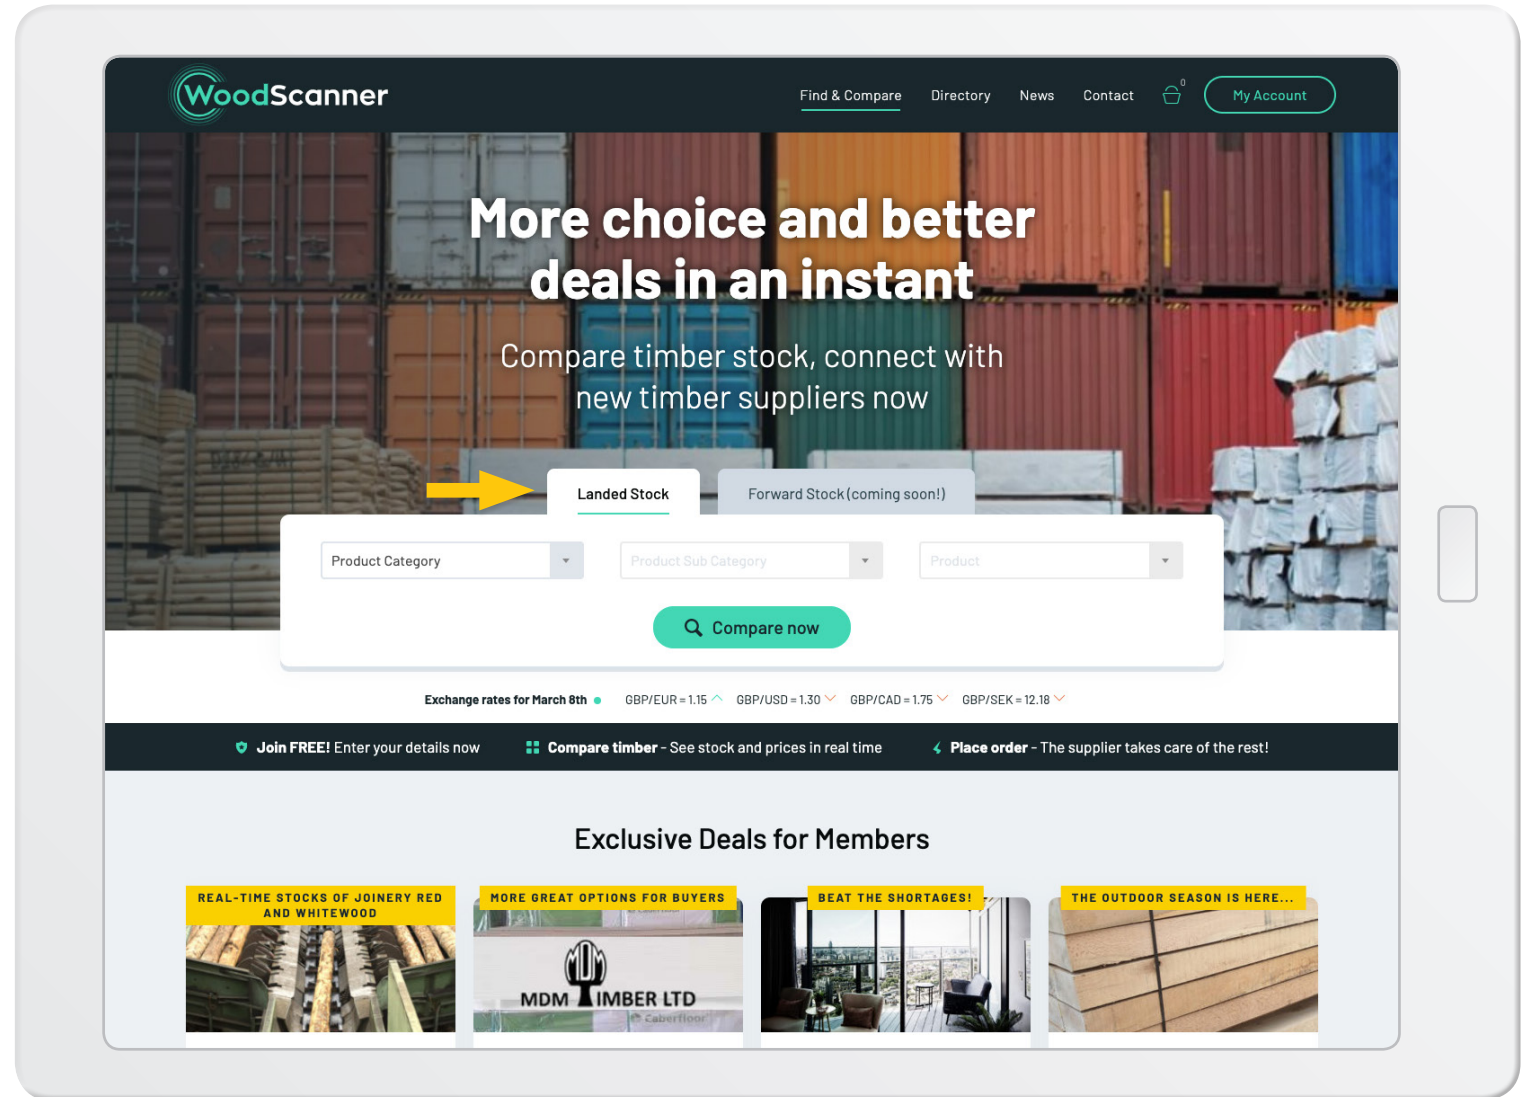 WoodScanner
Find & Compare
Directory
News
Contact
0
My Account
More choice and better
deals in an instant
Compare timber stock, connect with
new timber suppliers now
Landed Stock
Forward Stock (coming soon!)
Product Category
Product Sub Category
Product
Compare now
Exchange rates for March 8th
GBP/EUR = 1.15
GBP/USD = 1.30
GBP/CAD = 1.75
GBP/SEK = 12.18
Join FREE! Enter your details now
Compare timber - See stock and prices in real time
Place order - The supplier takes care of the rest!
Exclusive Deals for Members
REAL-TIME STOCKS OF JOINERY RED
AND WHITEWOOD
MORE GREAT OPTIONS FOR BUYERS
BEAT THE SHORTAGES!
THE OUTDOOR SEASON IS HERE...
MDM
MDM TIMBER LTD
Caberfloor